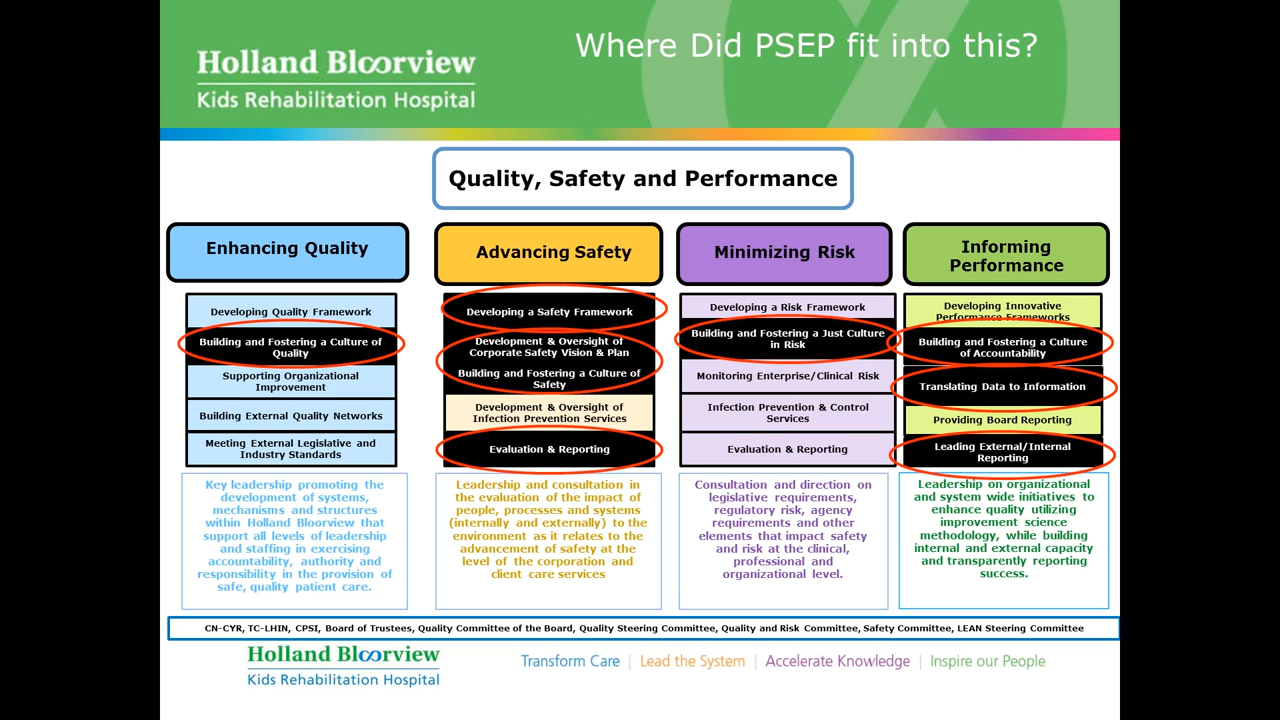 Where Did PSEP fit into this?
Holland Bloorview
Kids Rehabilitation Hospital
Quality, Safety and Performance
Enhancing Quality
Developing Quality Framework
Building and Fostering a Culture of
Quality
Supporting Organizational
Improvement
Building External Quality Networks
Meeting External Legislative and
Industry Standards
Key leadership promoting the
development of systems,
mechanisms and structures
within Holland Bloorview that
support all levels of leadership
and staffing in exercising
accountability, authority and
responsibility in the provision of
safe, quality patient care.
Advancing Safety
Developing a Safety Framework
Development & Oversight of
Corporate Safety Vision & Plan
Building and Fostering a Culture of
Safety
Development & Oversight of
Infection Prevention Services
Evaluation & Reporting
Leadership and consultation in
the evaluation of the impact of
people, processes and systems
(internally and externally) to the
environment as it relates to the
advancement of safety at the
level of the corporation and
client care services
Minimizing Risk
Developing a Risk Framework
Building and Fostering a Just Culture
in Risk
Monitoring Enterprise/Clinical Risk
Infection Prevention & Control
Services
Evaluation & Reporting
Consultation and direction on
legislative requirements,
regulatory risk, agency
requirements and other
elements that impact safety
and risk at the clinical,
professional and
organizational level.
Informing
Performance
Developing Innovative
Performance Frameworks
Building and Fostering a Culture
of Accountability
Translating Data to Information
Providing Board Reporting
Leading External/Internal
Reporting
Leadership on organizational
and system wide initiatives to
enhance quality utilizing
improvement science
methodology, while building
internal and external capacity
and transparently reporting
success.
CN-CYR, TC-LHIN, CPSI, Board of Trustees, Quality Committee of the Board, Quality Steering Committee, Quality and Risk Committee, Safety Committee, LEAN Steering Committee
Holland Bloorview
Kids Rehabilitation Hospital
Transform Care | Lead the System | Accelerate Knowledge | Inspire our People